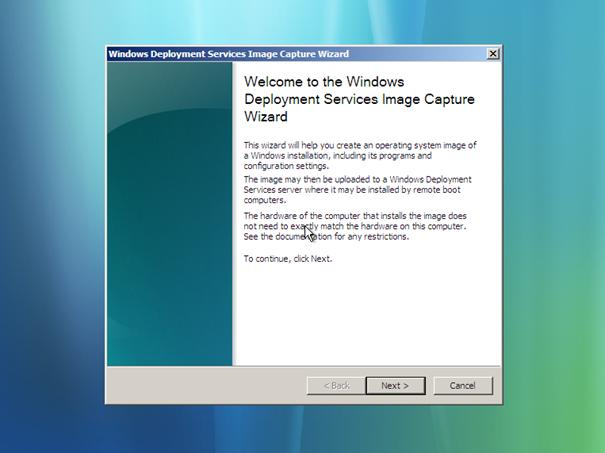 Windows Deployment Services Image Capture Wizard
Welcome to the Windows
Deployment Services Image Capture
Wizard
This wizard will help you create an operating system image of
a Windows installation, including its programs and
configuration settings.
The image may then be uploaded to a Windows Deployment
Services server where it may be installed by remote boot
computers.
The hardware of the computer that installs the image does
not need to exactly match the hardware on this computer.
See the documentation for any restrictions.
To continue, click Next.
< Back
Next >
Cancel